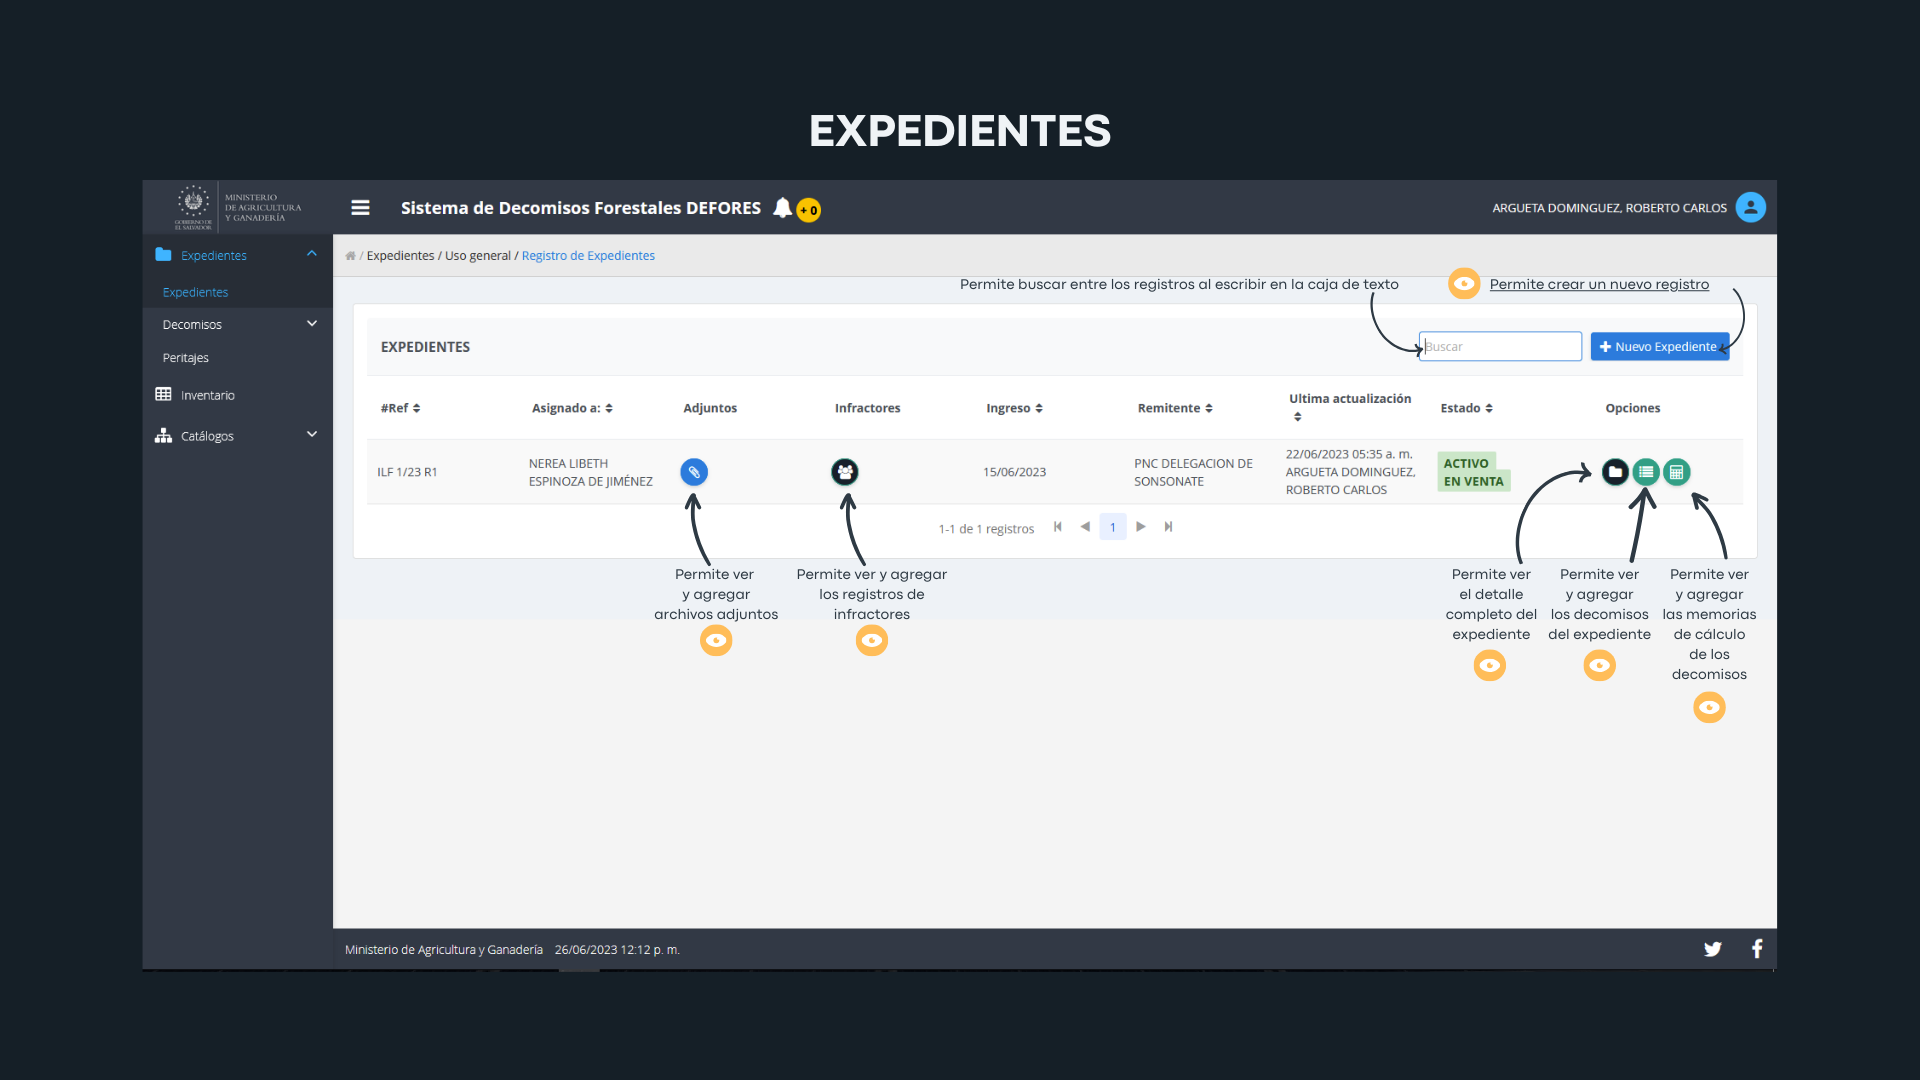 EXPEDIENTES
GOBIERNO DE
EL SALVADOR
MINISTERIO
DE AGRICULTURA
Y GANADERÍA
Sistema de Decomisos Forestales DEFORES
+ 0
ARGUETA DOMINGUEZ, ROBERTO CARLOS
Expedientes
Expedientes
Decomisos
Peritajes
Inventario
Catálogos
/ Expedientes / Uso general / Registro de Expedientes
Permite buscar entre los registros al escribir en la caja de texto
Permite crear un nuevo registro
EXPEDIENTES
Buscar
+ Nuevo Expediente
#Ref
Asignado a:
Adjuntos
Infractores
Ingreso
Remitente
Ultima actualización
Estado
Opciones
ILF 1/23 R1
NEREA LIBETH
ESPINOZA DE JIMÉNEZ
15/06/2023
PNC DELEGACION DE
SONSONATE
22/06/2023 05:35 a. m.
ARGUETA DOMINGUEZ,
ROBERTO CARLOS
ACTIVO
EN VENTA
1-1 de 1 registros
1
Permite ver
y agregar
archivos adjuntos
Permite ver y agregar
los registros de
infractores
Permite ver
el detalle
completo del
expediente
Permite ver
y agregar
los decomisos
del expediente
Permite ver
y agregar
las memorias
de cálculo
de los
decomisos
Ministerio de Agricultura y Ganadería 26/06/2023 12:12 p. m.